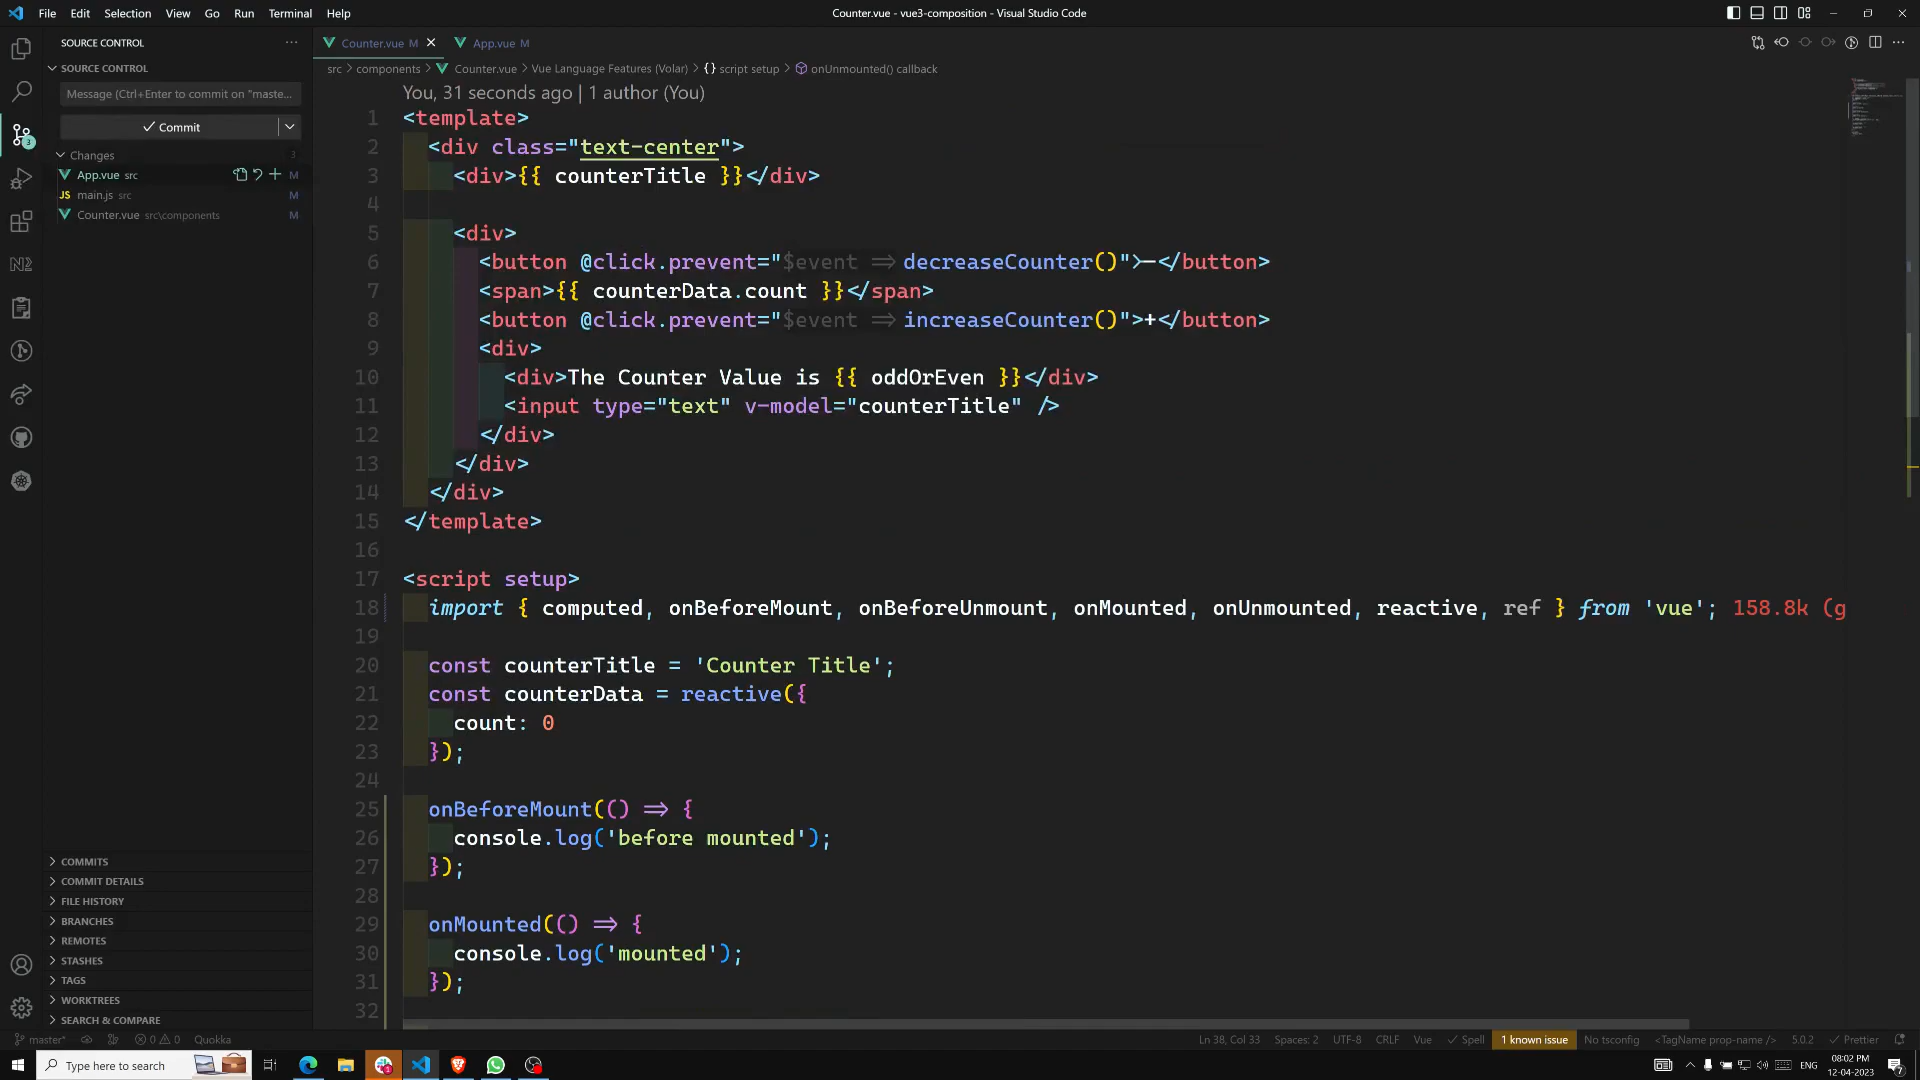 File Edit Selection View Go Run Terminal Help
Counter.vue - vue3-composition - Visual Studio Code
SOURCE CONTROL
SOURCE CONTROL
Message (Ctrl+Enter to commit on "maste...
Commit
Changes 3
App.vue src M
main.js src M
Counter.vue src\components M
COMMITS
COMMIT DETAILS
FILE HISTORY
BRANCHES
REMOTES
STASHES
TAGS
WORKTREES
SEARCH & COMPARE
Counter.vue M
App.vue M
src > components > Counter.vue > Vue Language Features (Volar) > {} script setup > onUnmounted() callback
You, 31 seconds ago | 1 author (You)
1 <template>
2 <div class="text-center">
3 <div>{{ counterTitle }}</div>
4
5 <div>
6 <button @click.prevent="$event => decreaseCounter()">-</button>
7 <span>{{ counterData.count }}</span>
8 <button @click.prevent="$event => increaseCounter()">+</button>
9 <div>
10 <div>The Counter Value is {{ oddOrEven }}</div>
11 <input type="text" v-model="counterTitle" />
12 </div>
13 </div>
14 </div>
15 </template>
16
17 <script setup>
18 import { computed, onBeforeMount, onBeforeUnmount, onMounted, onUnmounted, reactive, ref } from 'vue'; 158.8k (g
19
20 const counterTitle = 'Counter Title';
21 const counterData = reactive({
22 count: 0
23 });
24
25 onBeforeMount(() => {
26 console.log('before mounted');
27 });
28
29 onMounted(() => {
30 console.log('mounted');
31 });
32
master* 0 0 Quokka Ln 38, Col 33 Spaces: 2 UTF-8 CRLF Vue Spell 1 known issue No tsconfig <TagName prop-name /> 5.0.2 Prettier
Type here to search
ENG
08:02 PM
12-04-2023